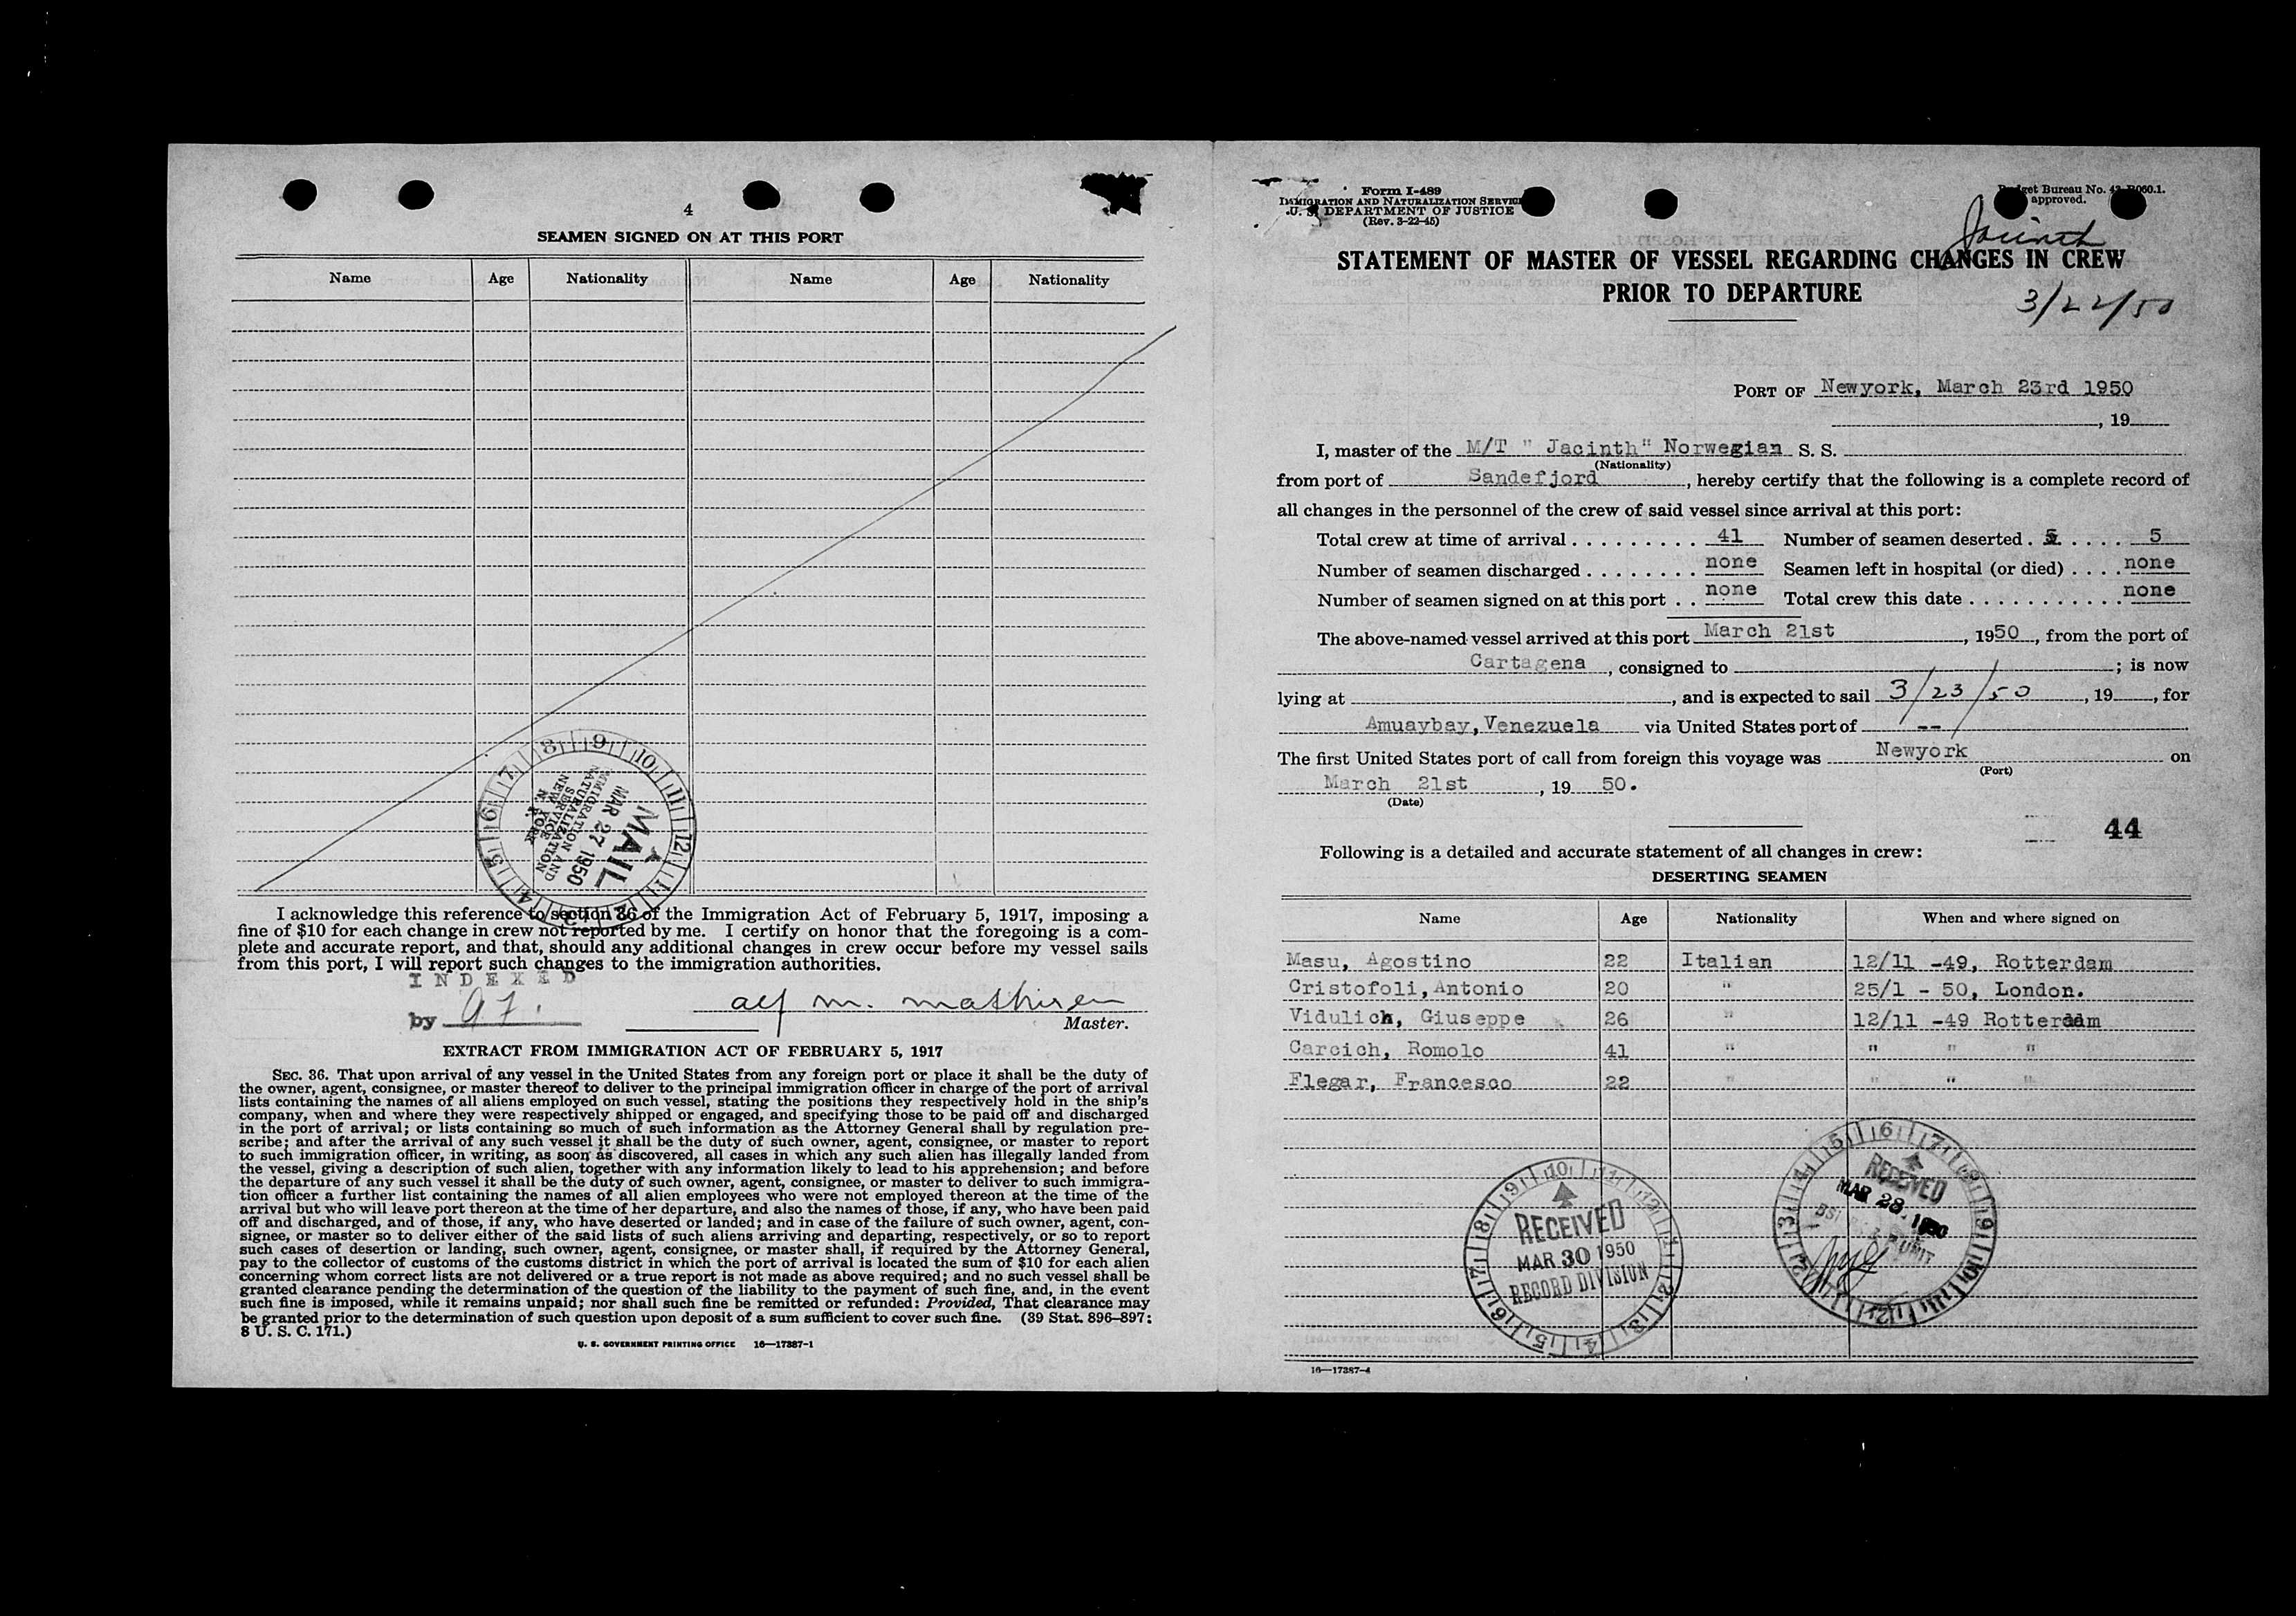 4
SEAMEN SIGNED ON AT THIS PORT
Name Age Nationality Name Age Nationality
8 9 10 11 12 1 2 3 4 5 6 7
MAIL
MAR 27 1950
IMMIGRATION AND
NATURALIZATION
SERVICE
NEW YORK
N. Y.
I acknowledge this reference to section 36 of the Immigration Act of February 5, 1917, imposing a
fine of $10 for each change in crew not reported by me. I certify on honor that the foregoing is a com-
plete and accurate report, and that, should any additional changes in crew occur before my vessel sails
from this port, I will report such changes to the immigration authorities.
INDEXED
by
alf m. mathisen
Master.
EXTRACT FROM IMMIGRATION ACT OF FEBRUARY 5, 1917
SEC. 36. That upon arrival of any vessel in the United States from any foreign port or place it shall be the duty of
the owner, agent, consignee, or master thereof to deliver to the principal immigration officer in charge of the port of arrival
lists containing the names of all aliens employed on such vessel, stating the positions they respectively hold in the ship's
company, when and where they were respectively shipped or engaged, and specifying those to be paid off and discharged
in the port of arrival; or lists containing so much of such information as the Attorney General shall by regulation pre-
scribe; and after the arrival of any such vessel it shall be the duty of such owner, agent, consignee, or master to report
to such immigration officer, in writing, as soon as discovered, all cases in which any such alien has illegally landed from
the vessel, giving a description of such alien, together with any information likely to lead to his apprehension; and before
the departure of any such vessel it shall be the duty of such owner, agent, consignee, or master to deliver to such immigra-
tion officer a further list containing the names of all alien employees who were not employed thereon at the time of the
arrival but who will leave port thereon at the time of her departure, and also the names of those, if any, who have been paid
off and discharged, and of those, if any, who have deserted or landed; and in case of the failure of such owner, agent, con-
signee, or master so to deliver either of the said lists of such aliens arriving and departing, respectively, or so to report
such cases of desertion or landing, such owner, agent, consignee, or master shall, if required by the Attorney General,
pay to the collector of customs of the customs district in which the port of arrival is located the sum of $10 for each alien
concerning whom correct lists are not delivered or a true report is not made as above required; and no such vessel shall be
granted clearance pending the determination of the question of the liability to the payment of such fine, and, in the event
such fine is imposed, while it remains unpaid; nor shall such fine be remitted or refunded: Provided, That clearance may
be granted prior to the determination of such question upon deposit of a sum sufficient to cover such fine. (39 Stat. 896-897;
8 U. S. C. 171.)
U. S. GOVERNMENT PRINTING OFFICE 16—17387-1
Form I-489
IMMIGRATION AND NATURALIZATION SERVICE
U. S. DEPARTMENT OF JUSTICE
(Rev. 3-22-45)
Bureau No.
approved.
Jacinth
STATEMENT OF MASTER OF VESSEL REGARDING CHANGES IN CREW
PRIOR TO DEPARTURE
3/22/50
PORT OF Newyork, March 23rd 1950
, 19
I, master of the M/T " Jacinth" Norwegian S. S.
(Nationality)
from port of Sandefjord, hereby certify that the following is a complete record of
all changes in the personnel of the crew of said vessel since arrival at this port:
Total crew at time of arrival . . . . . . . . . 41 Number of seamen deserted . 5 . . . . 5
Number of seamen discharged . . . . . . . . none Seamen left in hospital (or died) . . . . none
Number of seamen signed on at this port . . none Total crew this date . . . . . . . . . . . . none
The above-named vessel arrived at this port March 21st, 1950, from the port of
Cartagena, consigned to ; is now
lying at , and is expected to sail 3/23/50, 19 , for
Amuaybay, Venezuela via United States port of --
The first United States port of call from foreign this voyage was Newyork on
(Port)
March 21st, 19 50.
(Date)
44
Following is a detailed and accurate statement of all changes in crew:
DESERTING SEAMEN
Name Age Nationality When and where signed on
Masu, Agostino 22 Italian 12/11 -49, Rotterdam
Cristofoli, Antonio 20 " 25/1 - 50, London.
Vidulich, Giuseppe 26 " 12/11 -49 Rotterdam
Carcich, Romolo 41 " " " "
Flegar, Francesco 22 " " " "
RECEIVED
MAR 30 1950
RECORD DIVISION
RECEIVED
MAR 28. 1950
16—17387-1